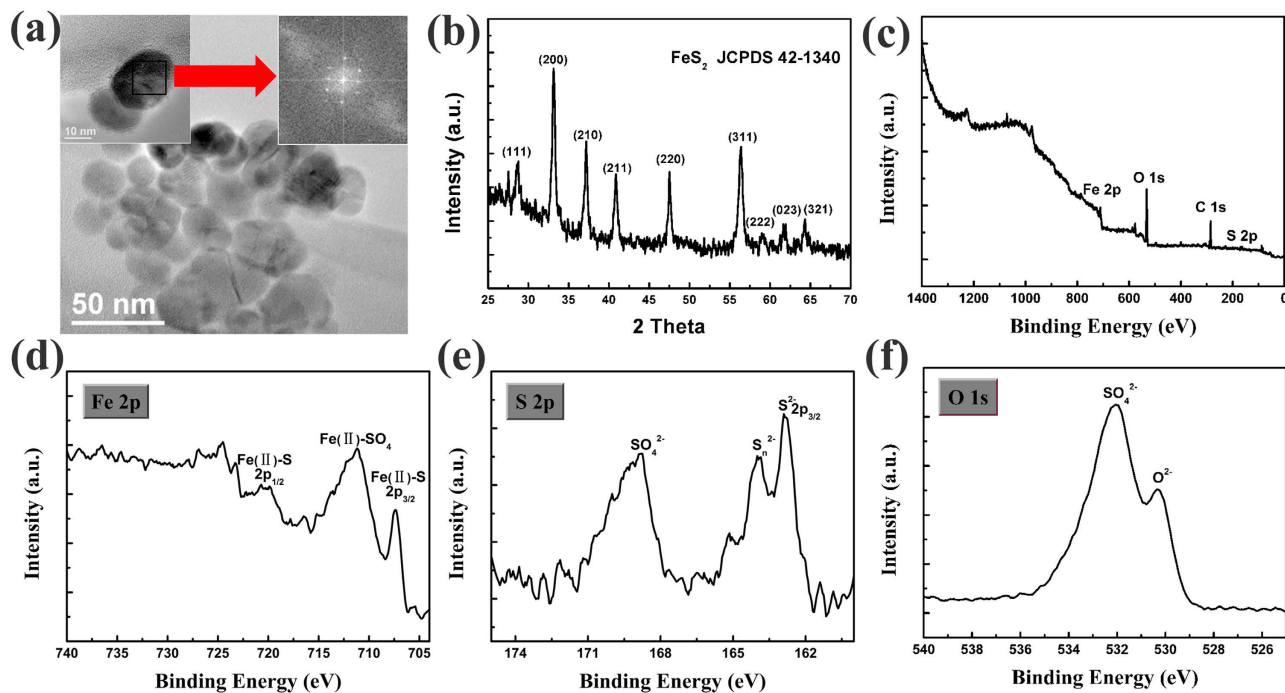 (a)
10 nm
50 nm
(b)
FeS₂ JCPDS 42-1340
(111)
(200)
(210)
(211)
(220)
(311)
(222)
(023)
(321)
Intensity (a.u.)
25 30 35 40 45 50 55 60 65 70
2 Theta
(c)
Fe 2p
O 1s
C 1s
S 2p
Intensity (a.u.)
1400 1200 1000 800 600 400 200 0
Binding Energy (eV)
(d)
Fe 2p
Fe(Ⅱ)-S
2p₁/₂
Fe(Ⅱ)-SO₄
Fe(Ⅱ)-S
2p₃/₂
Intensity (a.u.)
740 735 730 725 720 715 710 705
Binding Energy (eV)
(e)
S 2p
SO₄²⁻
Sₙ²⁻
S²⁻2p₃/₂
Intensity (a.u.)
174 171 168 165 162
Binding Energy (eV)
(f)
O 1s
SO₄²⁻
O²⁻
Intensity (a.u.)
540 538 536 534 532 530 528 526
Binding Energy (eV)